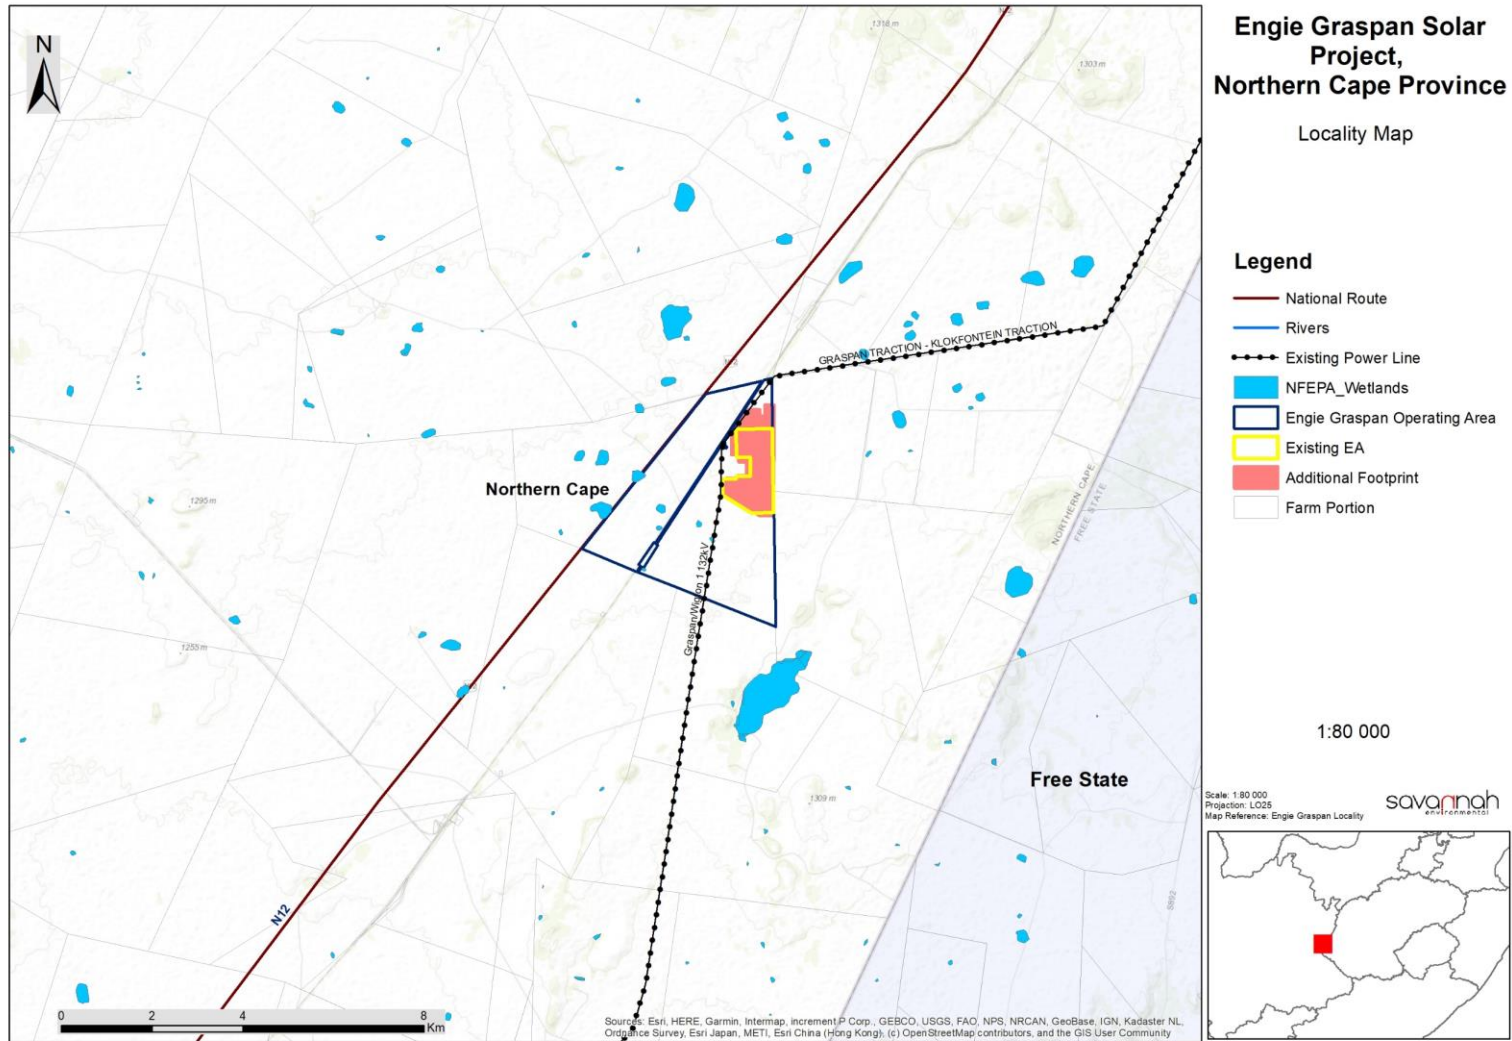 Engie Graspan Solar
Project,
Northern Cape Province
Locality Map
Legend
National Route
Rivers
Existing Power Line
NFEPA_Wetlands
Engie Graspan Operating Area
Existing EA
Additional Footprint
Farm Portion
1:80 000
Scale: 1:80 000
Projection: LO25
Map Reference: Engie Graspan Locality
savannah
environmental
N
1318 m
1303 m
GRASPAN TRACTION - KLOKFONTEIN TRACTION
Northern Cape
1295 m
NORTHERN CAPE
FREE STATE
1255 m
1309 m
Free State
N12
0 2 4 8
Km
Sources: Esri, HERE, Garmin, Intermap, increment P Corp., GEBCO, USGS, FAO, NPS, NRCAN, GeoBase, IGN, Kadaster NL,
Ordnance Survey, Esri Japan, METI, Esri China (Hong Kong), (c) OpenStreetMap contributors, and the GIS User Community